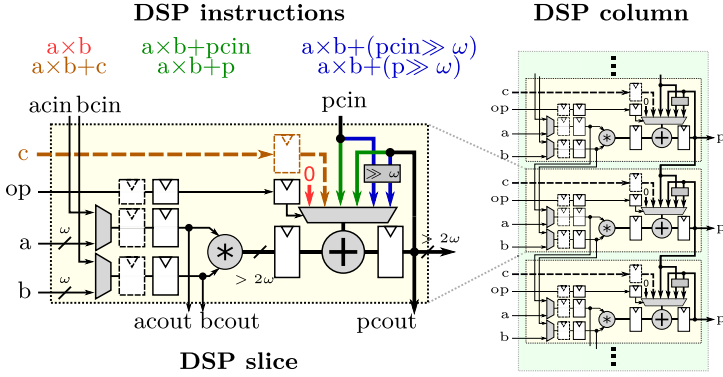 DSP instructions
DSP column
a×b
a×b+pcin
a×b+(pcin≫ ω)
a×b+c
a×b+p
a×b+(p≫ ω)
acin bcin
pcin
c
0
≫ ω
op
ω
a
*
+
> 2ω
> 2ω
ω
b
acout bcout
pcout
DSP slice
c
0
op
a
*
+
p
b
c
0
op
a
*
+
p
b
c
0
op
a
*
+
p
b